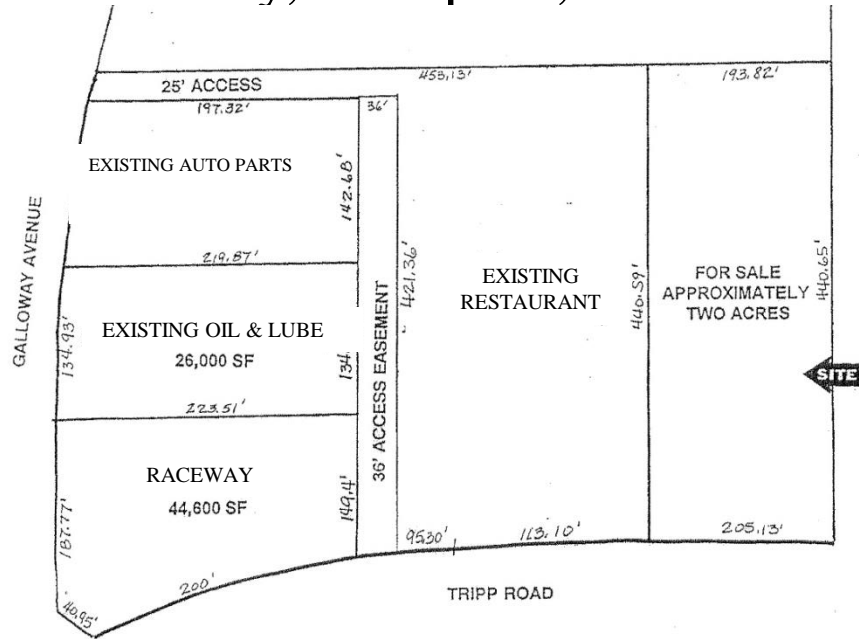 25' ACCESS
453.13'
193.82'
197.32'
36'
EXISTING AUTO PARTS
142.68'
GALLOWAY AVENUE
219.87'
421.36'
EXISTING
RESTAURANT
440.59'
FOR SALE
APPROXIMATELY
TWO ACRES
440.65'
134.93'
EXISTING OIL & LUBE
26,000 SF
134
36' ACCESS EASEMENT
SITE
223.51'
RACEWAY
44,600 SF
187.77'
149.4'
95.30'
113.10'
205.13'
200'
40.95'
TRIPP ROAD